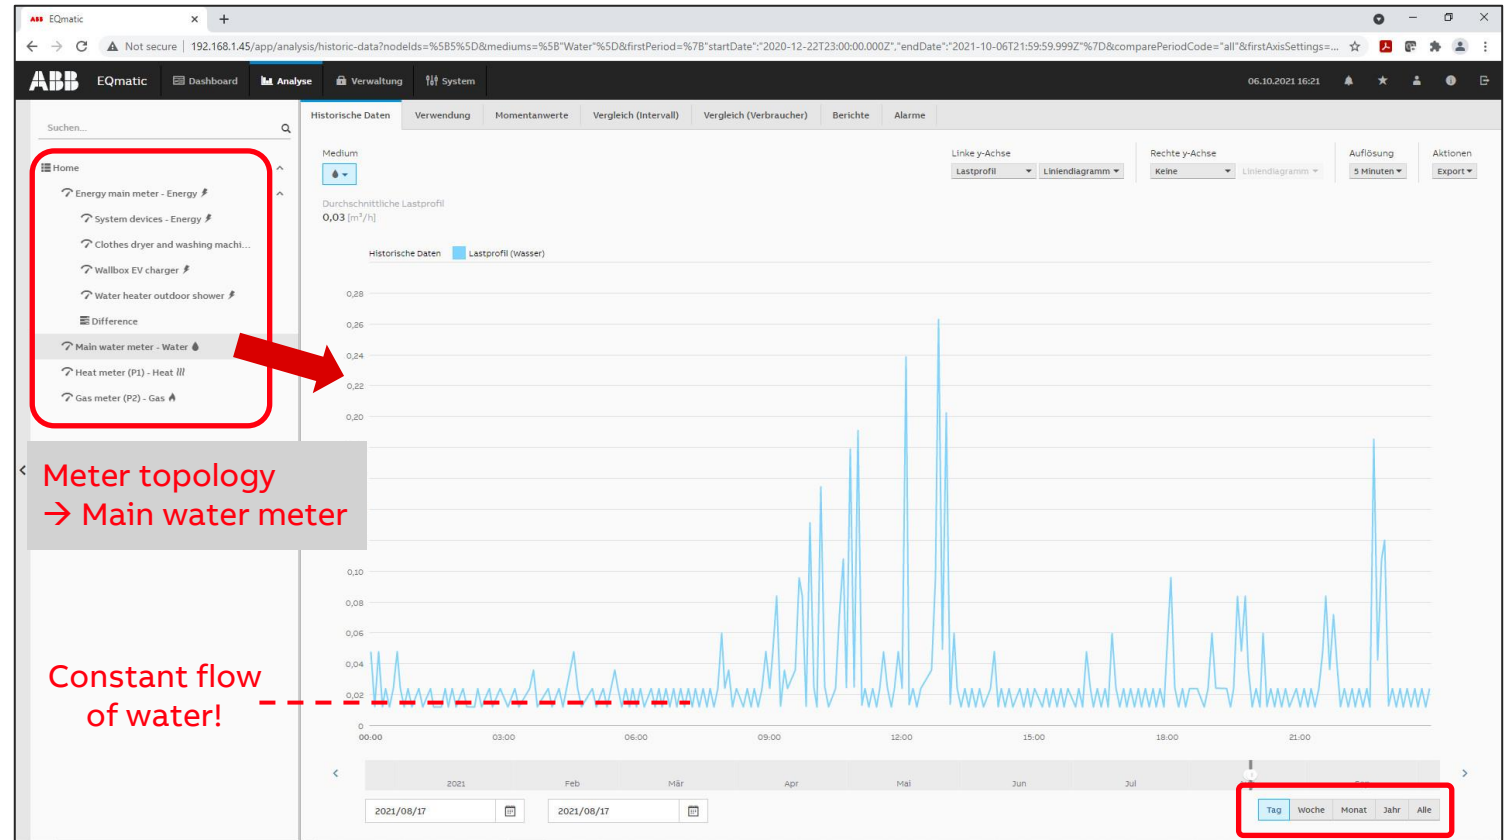 ABB EQmatic × +
Not secure | 192.168.1.45/app/analysis/historic-data?nodeIds=%5B5%5D&mediums=%5B"Water"%5D&firstPeriod=%7B"startDate":"2020-12-22T23:00:00.000Z","endDate":"2021-10-06T21:59:59.999Z"%7D&comparePeriodCode="all"&firstAxisSettings=...
ABB EQmatic Dashboard Analyse Verwaltung System 06.10.2021 16:21
Historische Daten Verwendung Momentanwerte Vergleich (Intervall) Vergleich (Verbraucher) Berichte Alarme
Suchen...
Home
Energy main meter - Energy
System devices - Energy
Clothes dryer and washing machi...
Wallbox EV charger
Water heater outdoor shower
Difference
Main water meter - Water
Heat meter (P1) - Heat
Gas meter (P2) - Gas
Meter topology
→ Main water meter
Constant flow
of water!
Medium
Linke y-Achse
Lastprofil Liniendiagramm
Rechte y-Achse
Keine Liniendiagramm
Auflösung
5 Minuten
Aktionen
Export
Durchschnittliche Lastprofil
0,03 [m³/h]
Historische Daten Lastprofil (Wasser)
0,28
0,26
0,24
0,22
0,20
0,10
0,08
0,06
0,04
0,02
0
00:00 03:00 06:00 09:00 12:00 15:00 18:00 21:00
2021 Feb Mär Apr Mai Jun Jul
2021/08/17 2021/08/17
Tag Woche Monat Jahr Alle